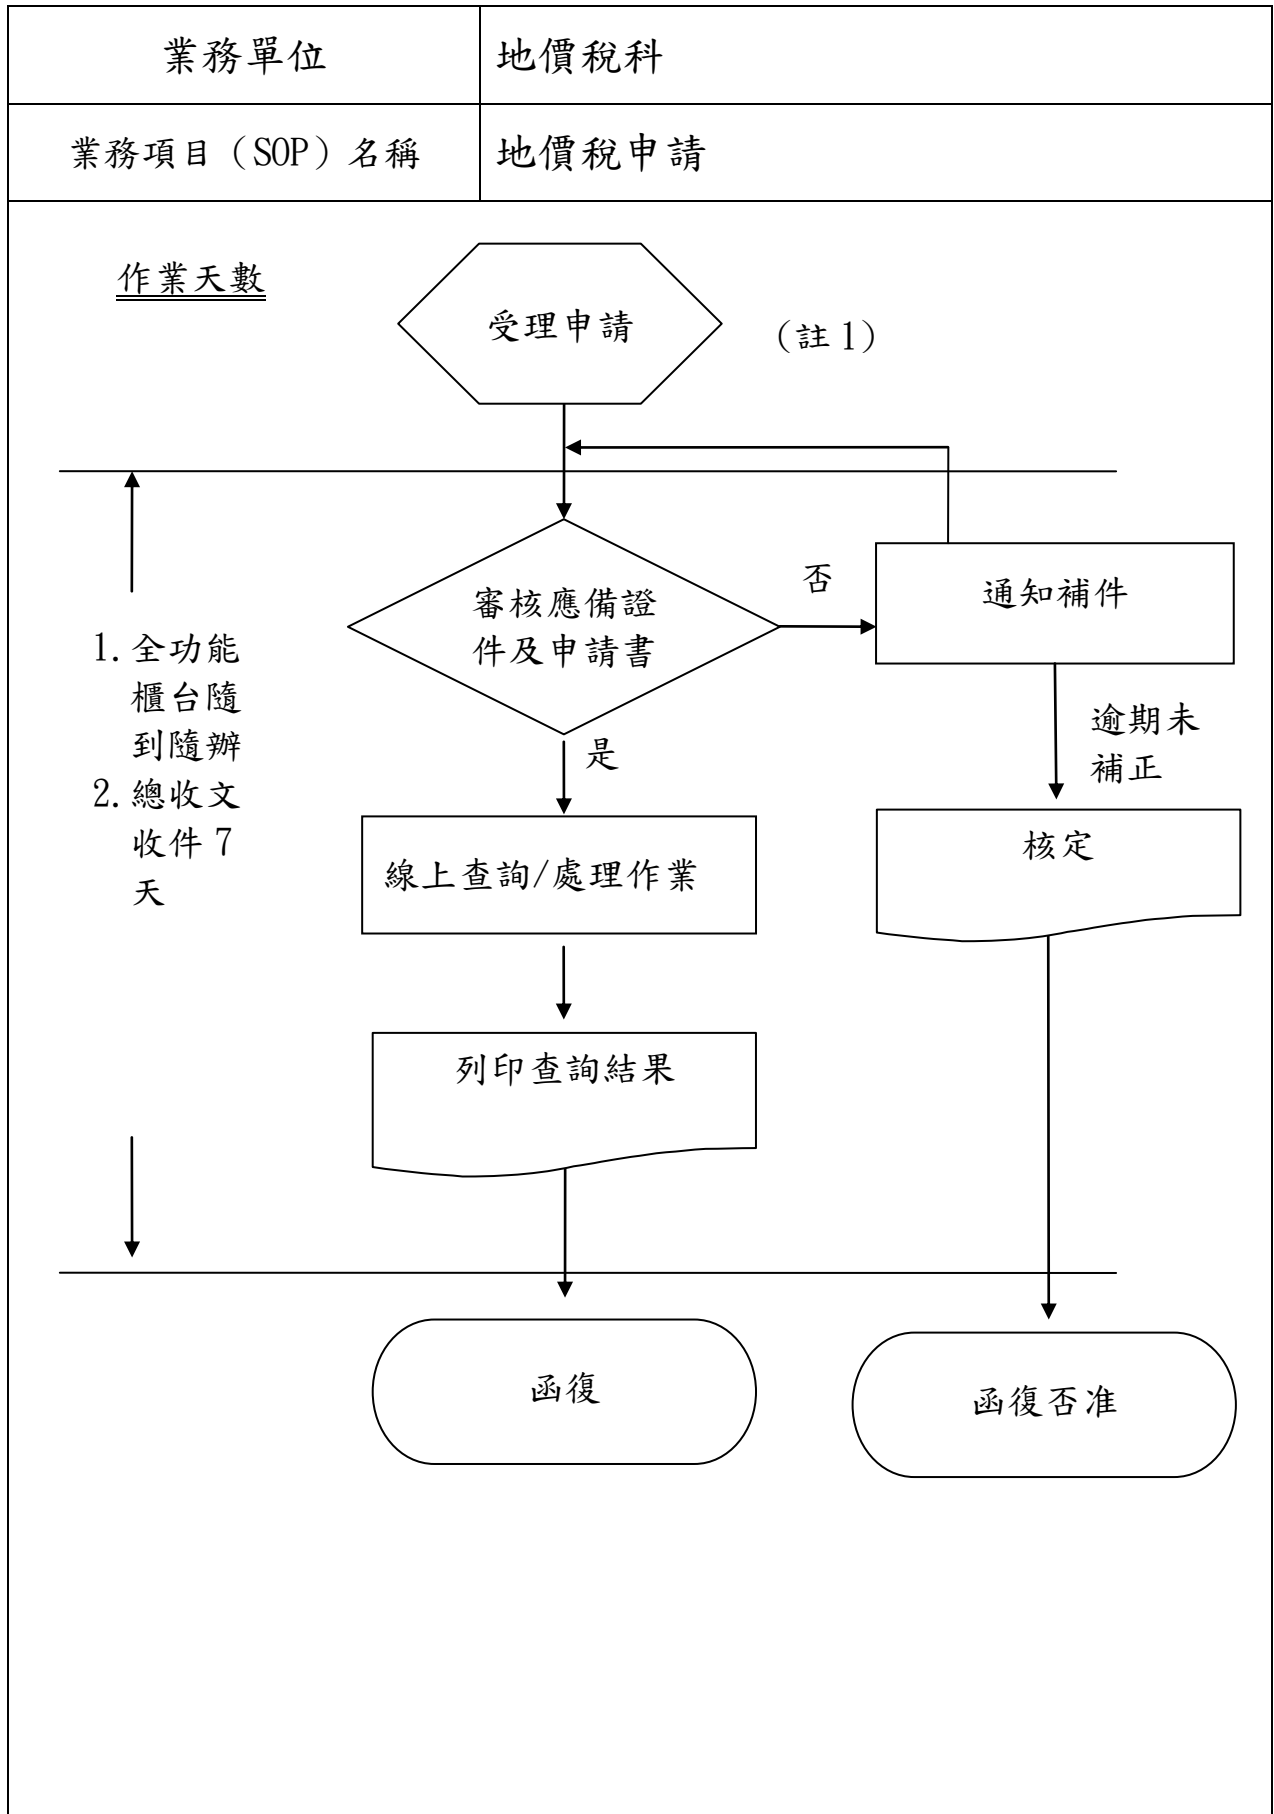 業務單位
地價稅科
業務項目（SOP）名稱
地價稅申請
作業天數
受理申請
（註1）
審核應備證
件及申請書
否
通知補件
1.全功能
櫃台隨
到隨辦
2.總收文
收件7
天
是
逾期未
補正
線上查詢/處理作業
核定
列印查詢結果
函復
函復否准